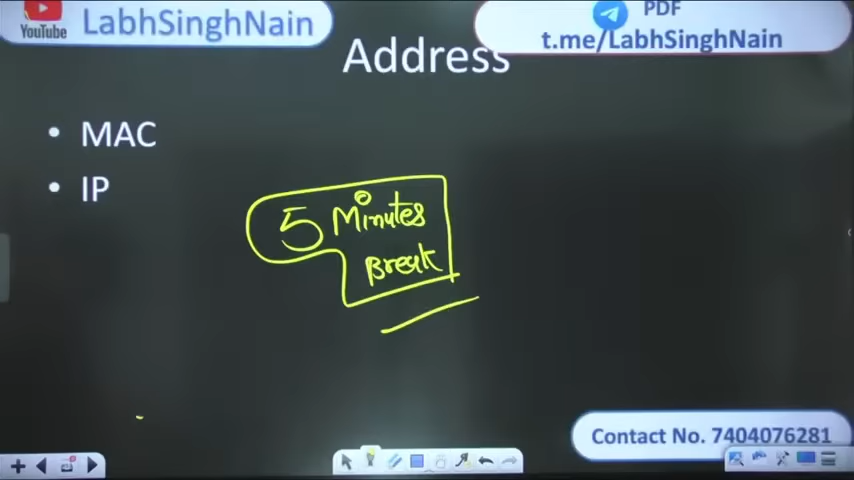 YouTube
LabhSinghNain
PDF
t.me/LabhSinghNain
Address
• MAC
• IP
5 Minutes
Break
Contact No. 7404076281